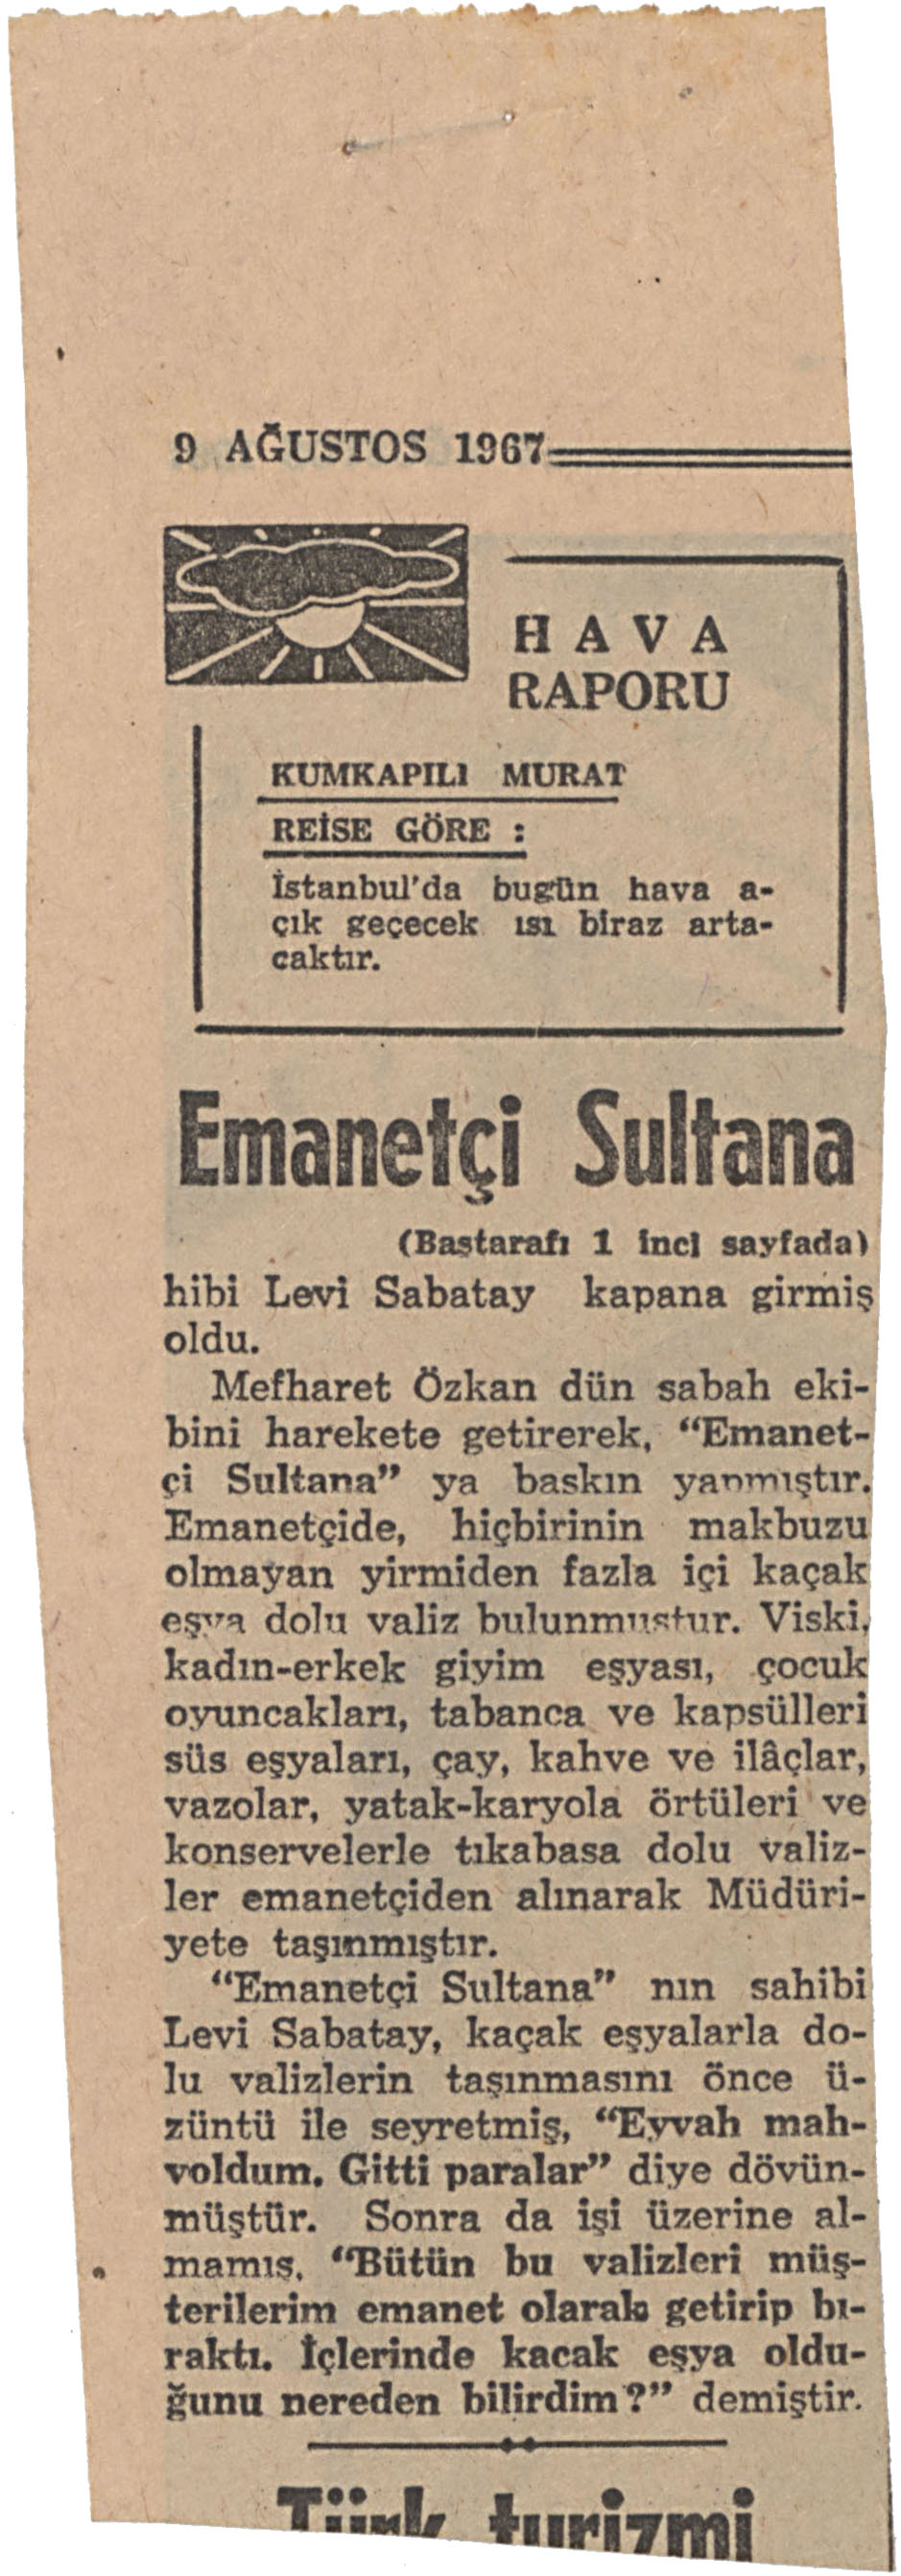 9 AĞUSTOS 1967
HAVA
RAPORU
KUMKAPILI MURAT
REİSE GÖRE :
İstanbul'da bugün hava a-
çık geçecek ısı biraz arta-
caktır.
Emanetçi Sultana
(Baştarafı 1 inci sayfada)
hibi Levi Sabatay kapana girmiş
oldu.
Mefharet Özkan dün sabah eki-
bini harekete getirerek, “Emanet-
çi Sultana” ya baskın yapmıştır.
Emanetçide, hiçbirinin makbuzu
olmayan yirmiden fazla içi kaçak
eşya dolu valiz bulunmuştur. Viski,
kadın-erkek giyim eşyası, çocuk
oyuncakları, tabanca ve kapsülleri
süs eşyaları, çay, kahve ve ilâçlar,
vazolar, yatak-karyola örtüleri ve
konservelerle tıkabasa dolu valiz-
ler emanetçiden alınarak Müdüri-
yete taşınmıştır.
“Emanetçi Sultana” nın sahibi
Levi Sabatay, kaçak eşyalarla do-
lu valizlerin taşınmasını önce ü-
züntü ile seyretmiş, “Eyvah mah-
voldum. Gitti paralar” diye dövün-
müştür. Sonra da işi üzerine al-
mamış, “Bütün bu valizleri müş-
terilerim emanet olarak getirip bı-
raktı. İçlerinde kaçak eşya oldu-
ğunu nereden bilirdim?” demiştir.
Türk turizmi